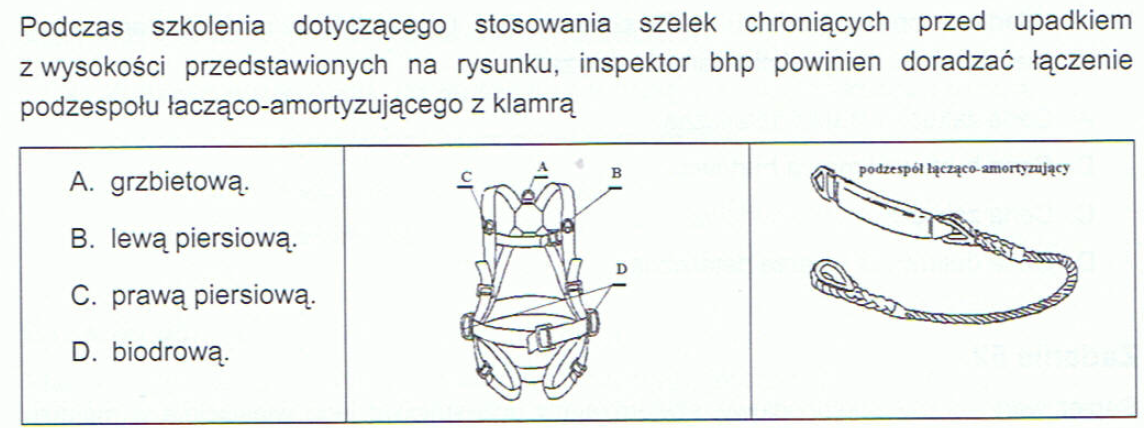 Podczas szkolenia dotyczącego stosowania szelek chroniących przed upadkiem
z wysokości przedstawionych na rysunku, inspektor bhp powinien doradzać łączenie
podzespołu łacząco-amortyzującego z klamrą
A. grzbietową.
B. lewą piersiową.
C. prawą piersiową.
D. biodrową.
C
A
B
D
podzespół łącząco-amortyzujący